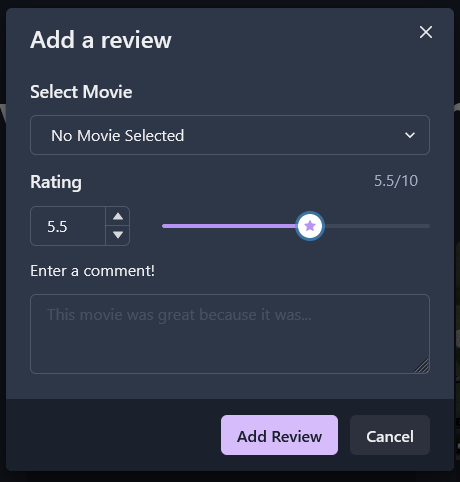 Add a review
Select Movie
No Movie Selected
Rating
5.5/10
5.5
Enter a comment!
This movie was great because it was...
Add Review
Cancel